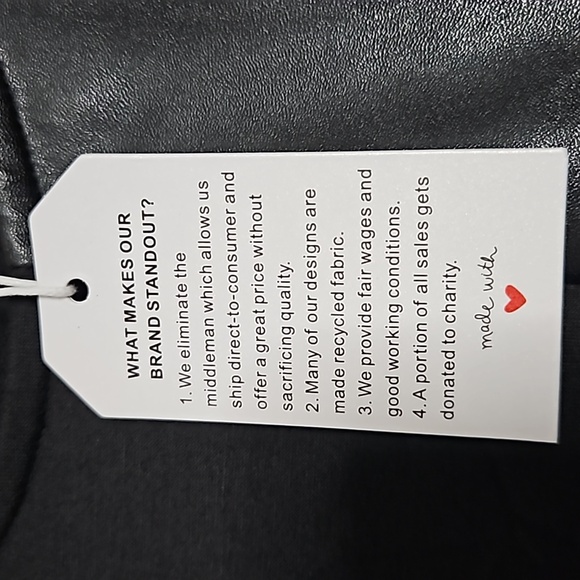 WHAT MAKES OUR
BRAND STANDOUT?
1. We eliminate the
middleman which allows us
ship direct-to-consumer and
offer a great price without
sacrificing quality.
2. Many of our designs are
made recycled fabric.
3. We provide fair wages and
good working conditions.
4. A portion of all sales gets
donated to charity.
made with